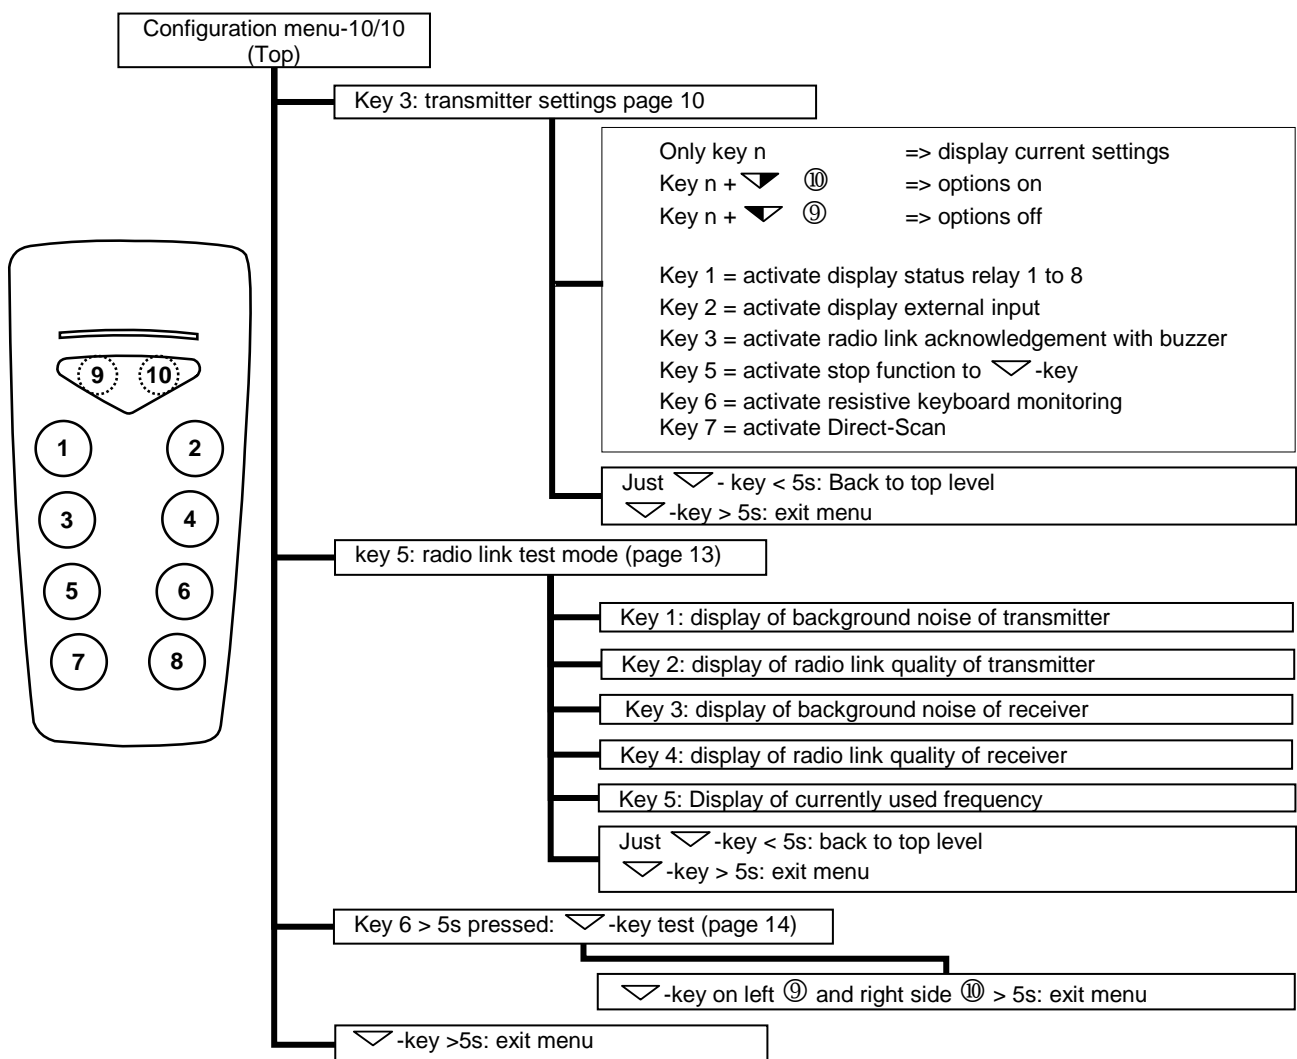 Configuration menu-10/10
(Top)
Key 3: transmitter settings page 10
Only key n => display current settings
Key n + ⑩ => options on
Key n + ⑨ => options off
Key 1 = activate display status relay 1 to 8
Key 2 = activate display external input
Key 3 = activate radio link acknowledgement with buzzer
Key 5 = activate stop function to -key
Key 6 = activate resistive keyboard monitoring
Key 7 = activate Direct-Scan
Just - key < 5s: Back to top level
-key > 5s: exit menu
9 10
1 2
3 4
5 6
7 8
key 5: radio link test mode (page 13)
Key 1: display of background noise of transmitter
Key 2: display of radio link quality of transmitter
Key 3: display of background noise of receiver
Key 4: display of radio link quality of receiver
Key 5: Display of currently used frequency
Just -key < 5s: back to top level
-key > 5s: exit menu
Key 6 > 5s pressed: -key test (page 14)
-key on left ⑨ and right side ⑩ > 5s: exit menu
-key >5s: exit menu